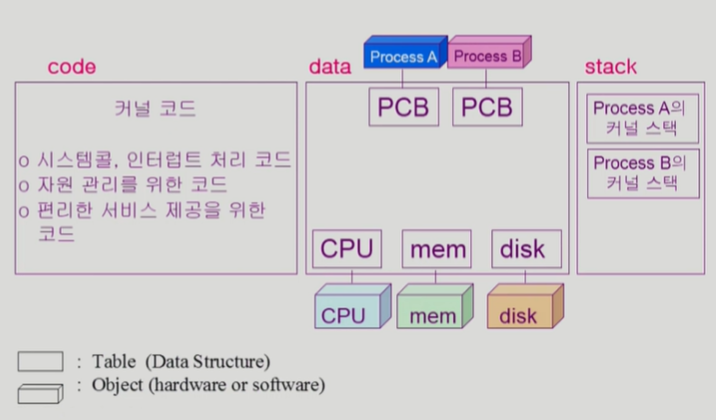 code
커널 코드
o 시스템콜, 인터럽트 처리 코드
o 자원 관리를 위한 코드
o 편리한 서비스 제공을 위한
코드
data
Process A
Process B
PCB
PCB
CPU
mem
disk
CPU
mem
disk
stack
Process A의
커널 스택
Process B의
커널 스택
: Table (Data Structure)
: Object (hardware or software)